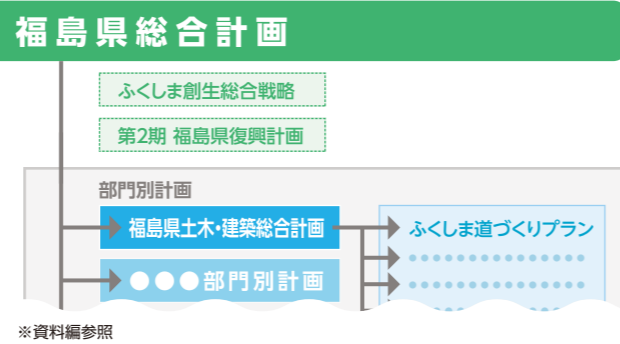 福島県総合計画
ふくしま創生総合戦略
第2期 福島県復興計画
部門別計画
福島県土木・建築総合計画
ふくしま道づくりプラン
●●●部門別計画
※資料編参照